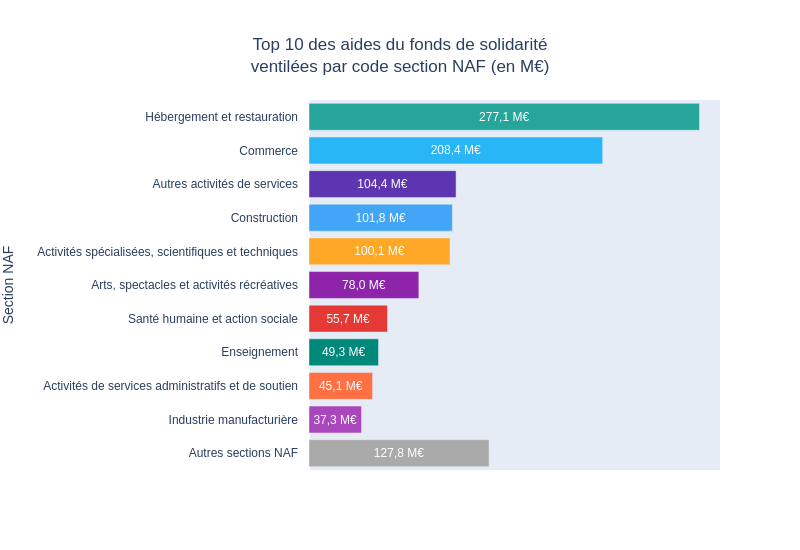 Top 10 des aides du fonds de solidarité
ventilées par code section NAF (en M€)
Section NAF
Hébergement et restauration 277,1 M€
Commerce 208,4 M€
Autres activités de services 104,4 M€
Construction 101,8 M€
Activités spécialisées, scientifiques et techniques 100,1 M€
Arts, spectacles et activités récréatives 78,0 M€
Santé humaine et action sociale 55,7 M€
Enseignement 49,3 M€
Activités de services administratifs et de soutien 45,1 M€
Industrie manufacturière 37,3 M€
Autres sections NAF 127,8 M€